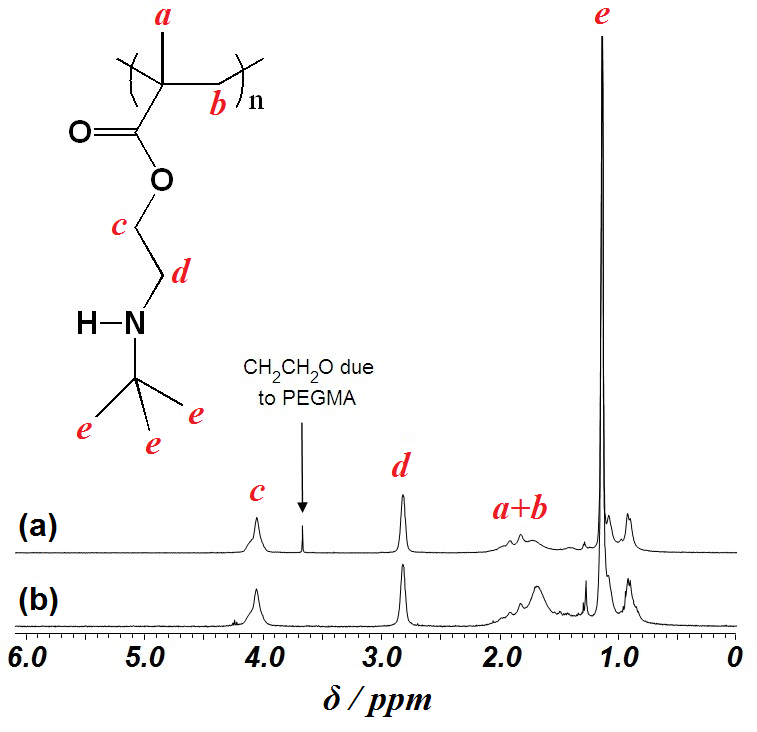 a
e
b
n
O
O
c
d
H–N
CH₂CH₂O due
to PEGMA
e
e
e
d
c
a+b
(a)
(b)
6.0 5.0 4.0 3.0 2.0 1.0 0
δ / ppm